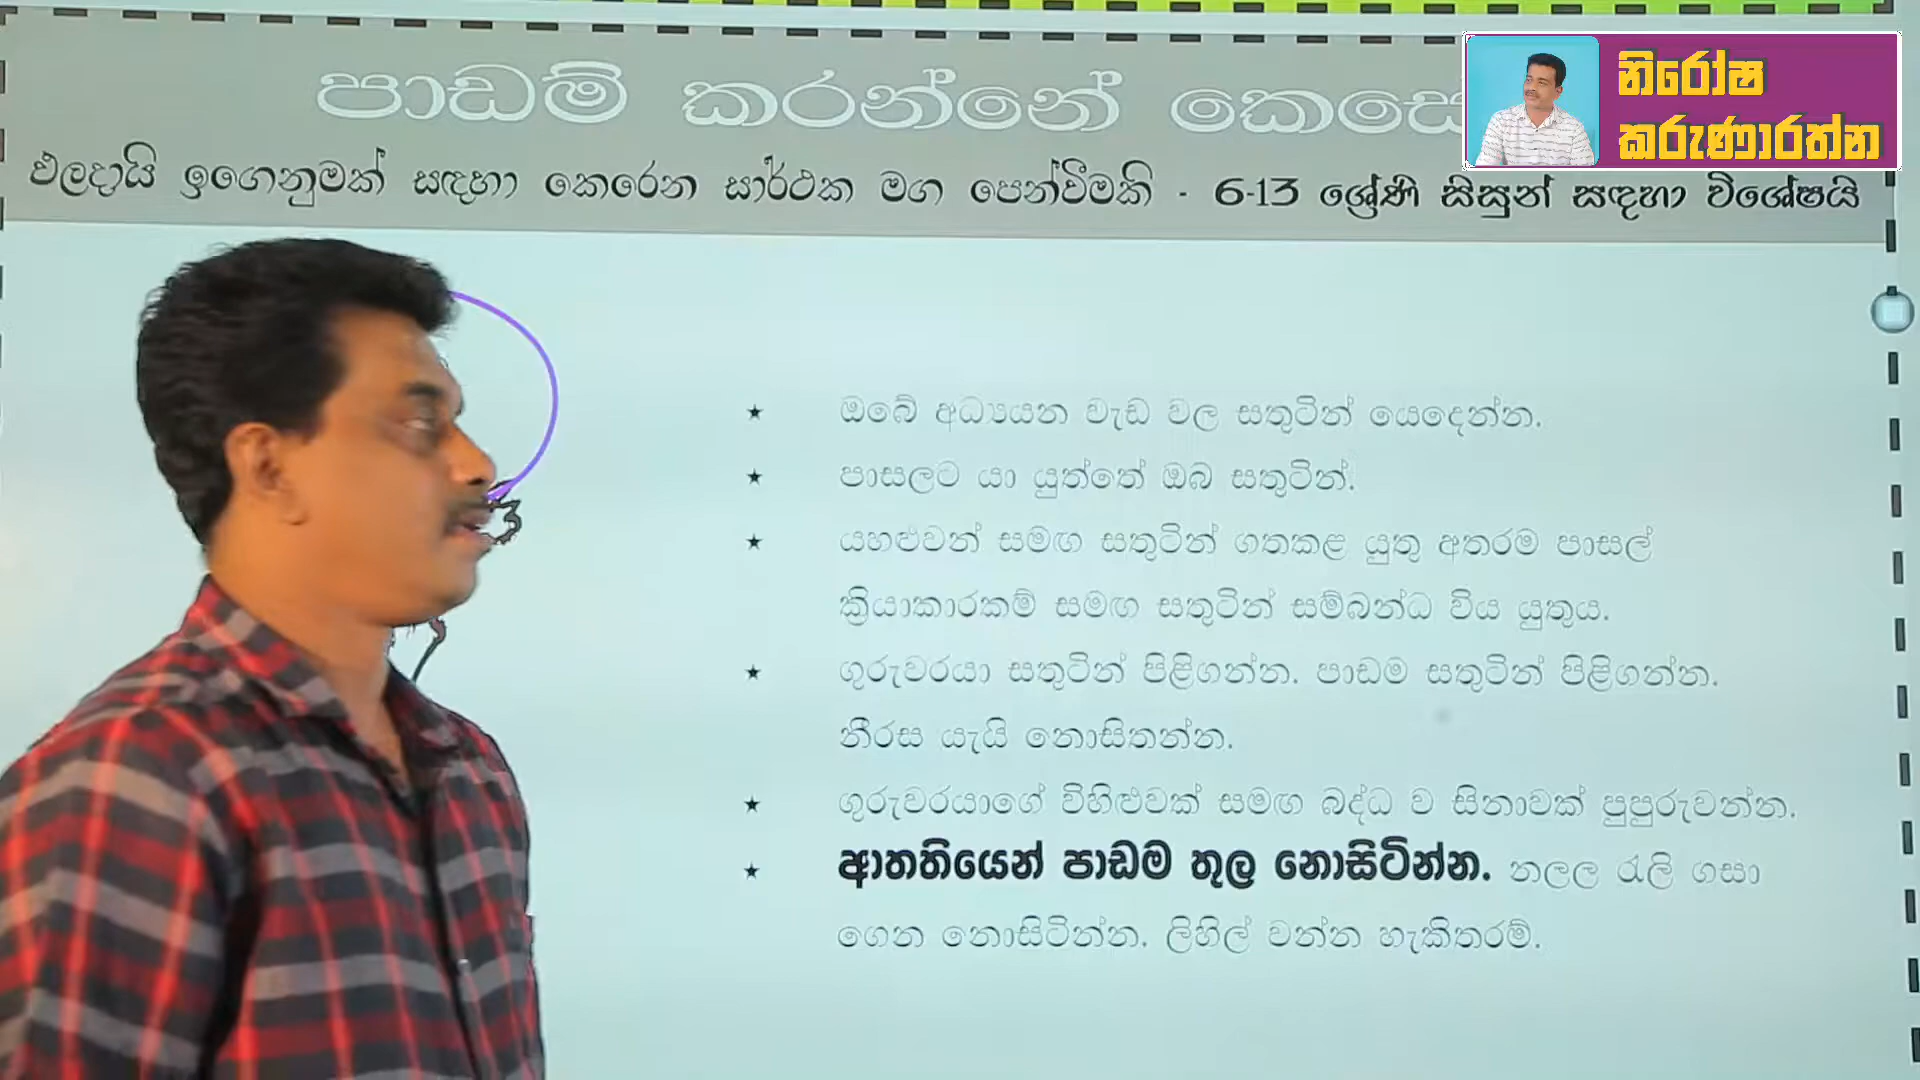 පාඩම් කරන්නේ
නිරෝෂ
කරුණාරත්න
ඵලදායි ඉගෙනුමක් සඳහා කෙරෙන සාර්ථක මග පෙන්වීමකි - 6-13 ශ්‍රේණි සිසුන් සඳහා විශේෂයි
★ ඔබේ අධ්‍යයන වැඩ වල සතුටින් යෙදෙන්න.
★ පාසලට යා යුත්තේ ඔබ සතුටින්.
★ යහළුවන් සමඟ සතුටින් ගතකළ යුතු අතරම පාසල්
ක්‍රියාකාරකම් සමඟ සතුටින් සම්බන්ධ විය යුතුය.
★ ගුරුවරයා සතුටින් පිළිගන්න. පාඩම සතුටින් පිළිගන්න.
නීරස යැයි නොසිතන්න.
★ ගුරුවරයාගේ විහිළුවක් සමඟ බද්ධ ව සිනාවක් පුපුරුවන්න.
★ ආතතියෙන් පාඩම තුල නොසිටින්න. නලල රැලි ගසා
ගෙන නොසිටින්න. ලිහිල් වන්න හැකිතරම්.